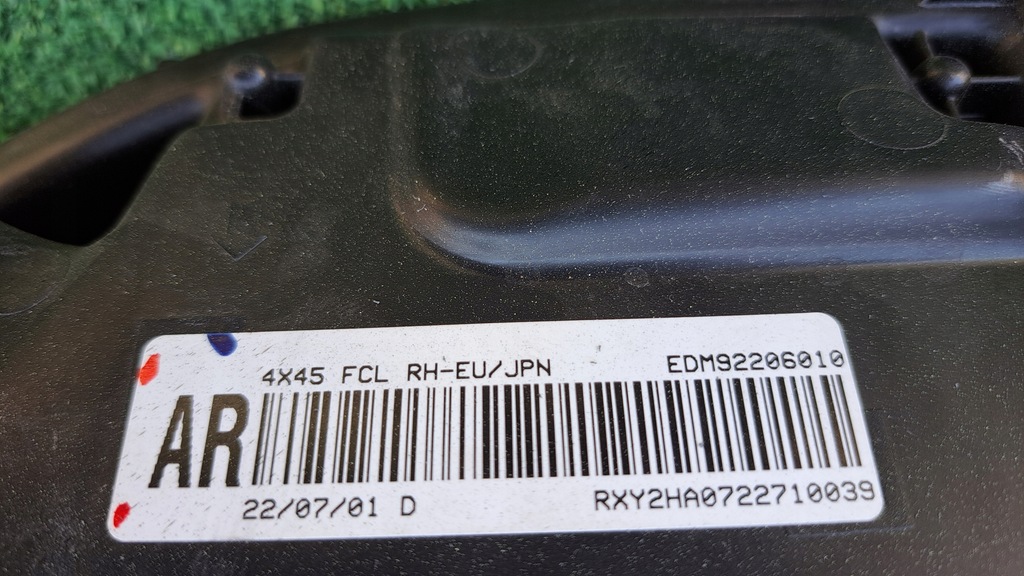 4X45 FCL RH-EU/JPN EDM92206010
AR
22/07/01 D RXY2HA0722710039